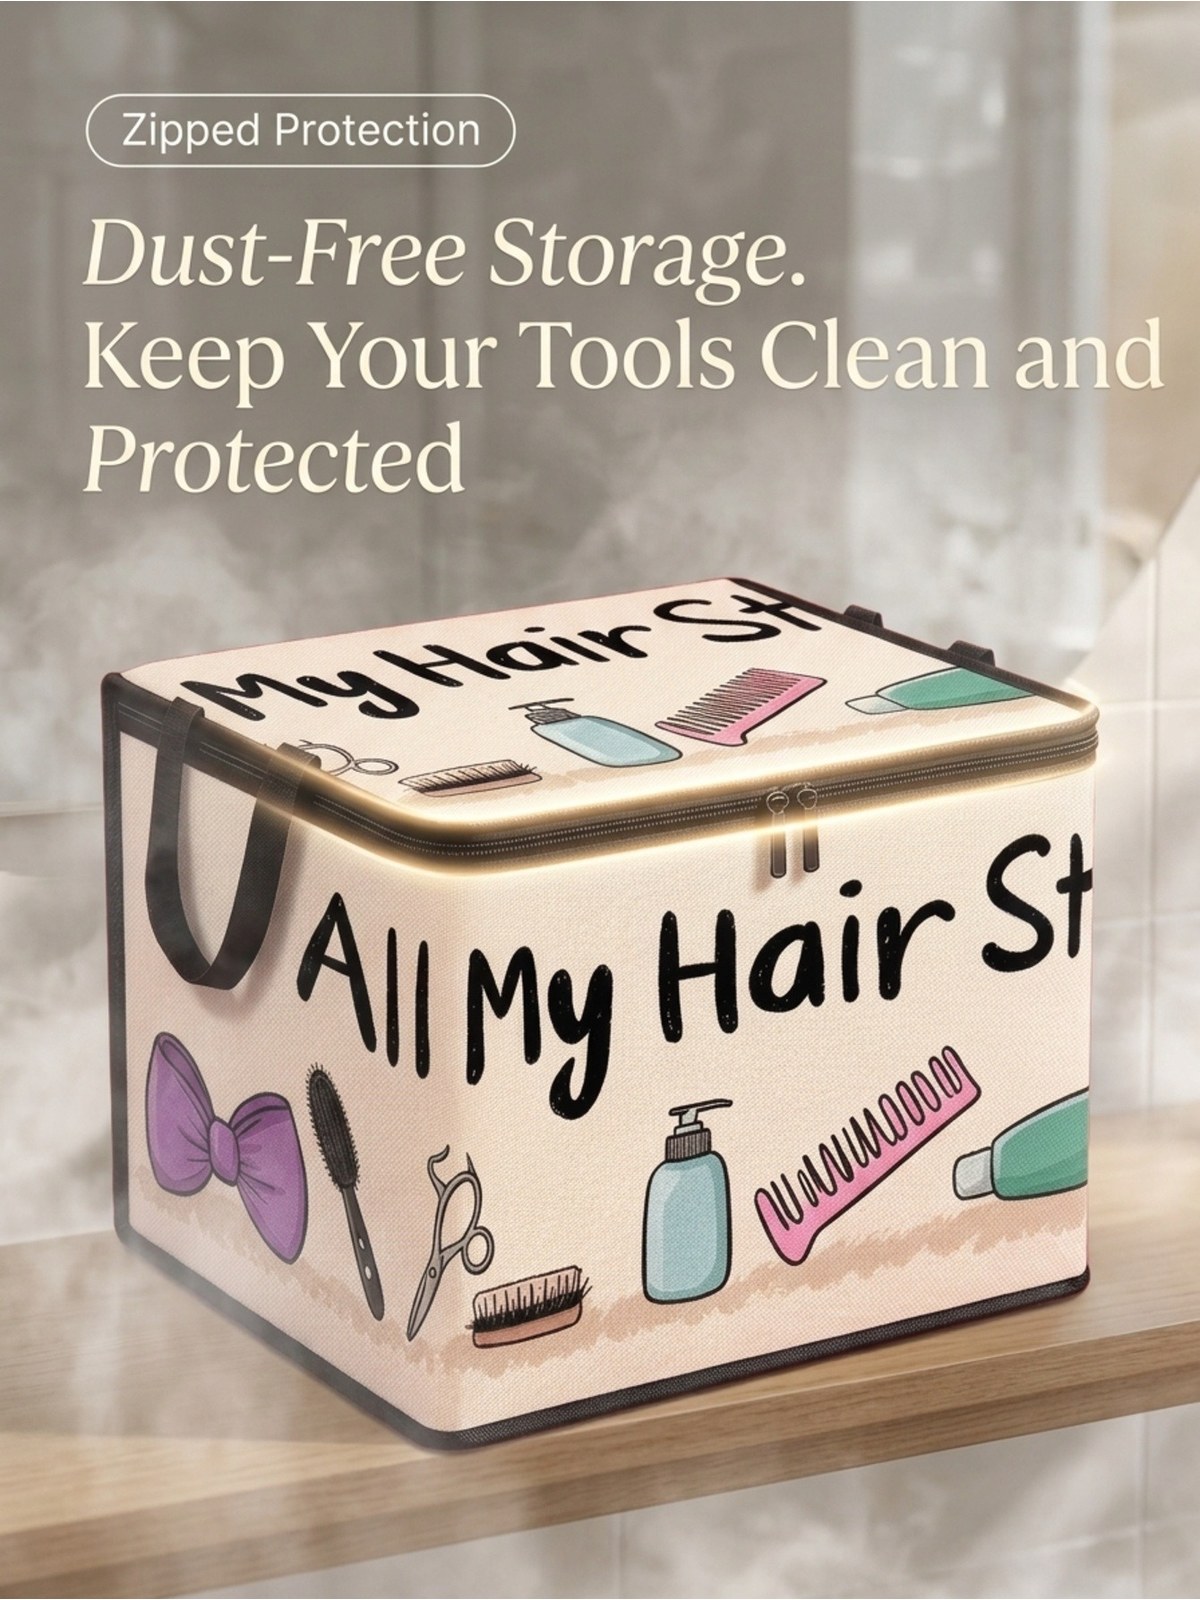 Zipped Protection
Dust-Free Storage.
Keep Your Tools Clean and
Protected
My Hair St
All My Hair St